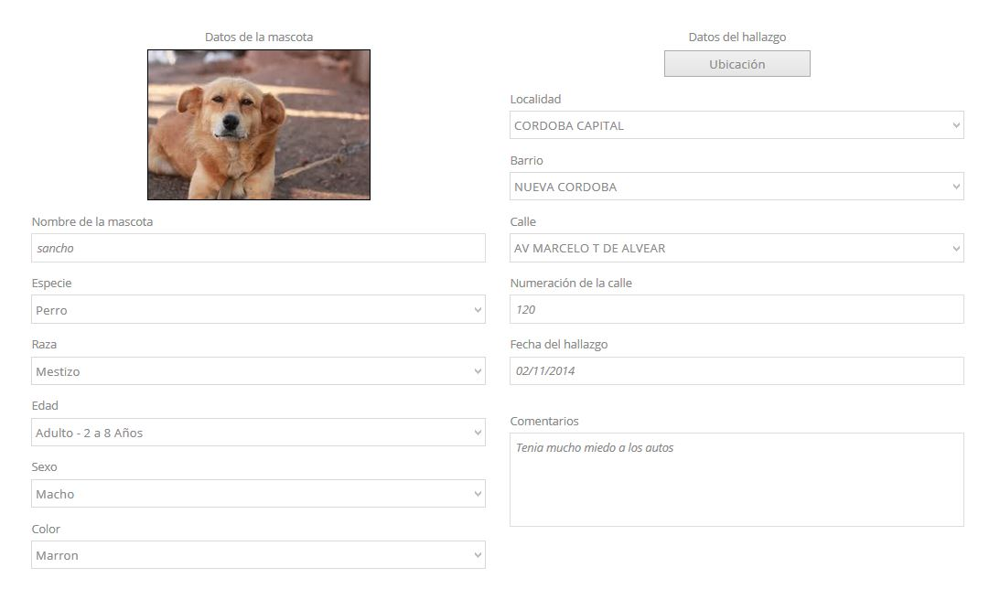 Datos de la mascota
Nombre de la mascota
sancho
Especie
Perro
Raza
Mestizo
Edad
Adulto - 2 a 8 Años
Sexo
Macho
Color
Marron
Datos del hallazgo
Ubicación
Localidad
CORDOBA CAPITAL
Barrio
NUEVA CORDOBA
Calle
AV MARCELO T DE ALVEAR
Numeración de la calle
120
Fecha del hallazgo
02/11/2014
Comentarios
Tenia mucho miedo a los autos